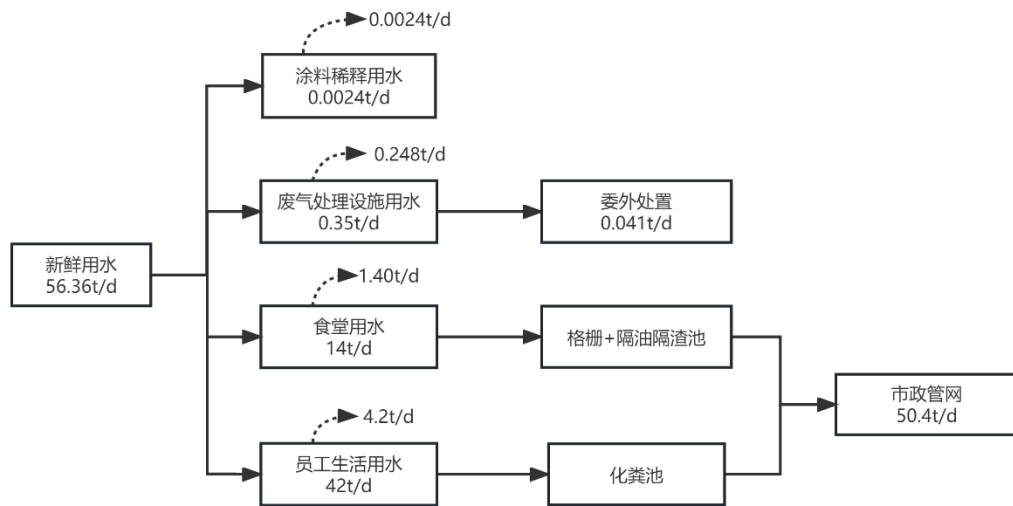 0.0024t/d
涂料稀释用水
0.0024t/d
0.248t/d
废气处理设施用水
0.35t/d
委外处置
0.041t/d
新鲜用水
56.36t/d
1.40t/d
食堂用水
14t/d
格栅+隔油隔渣池
市政管网
50.4t/d
4.2t/d
员工生活用水
42t/d
化粪池